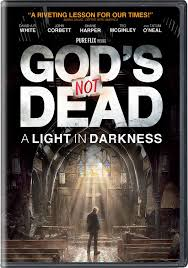 "A RIVETING LESSON FOR OUR TIMES!"
DAVID A.R. WHITE
JOHN CORBETT
SHANE HARPER
TED McGINLEY
AND TATUM O'NEAL
PURE FLIX
GOD'S
NOT
DEAD
A LIGHT IN DARKNESS
DVD